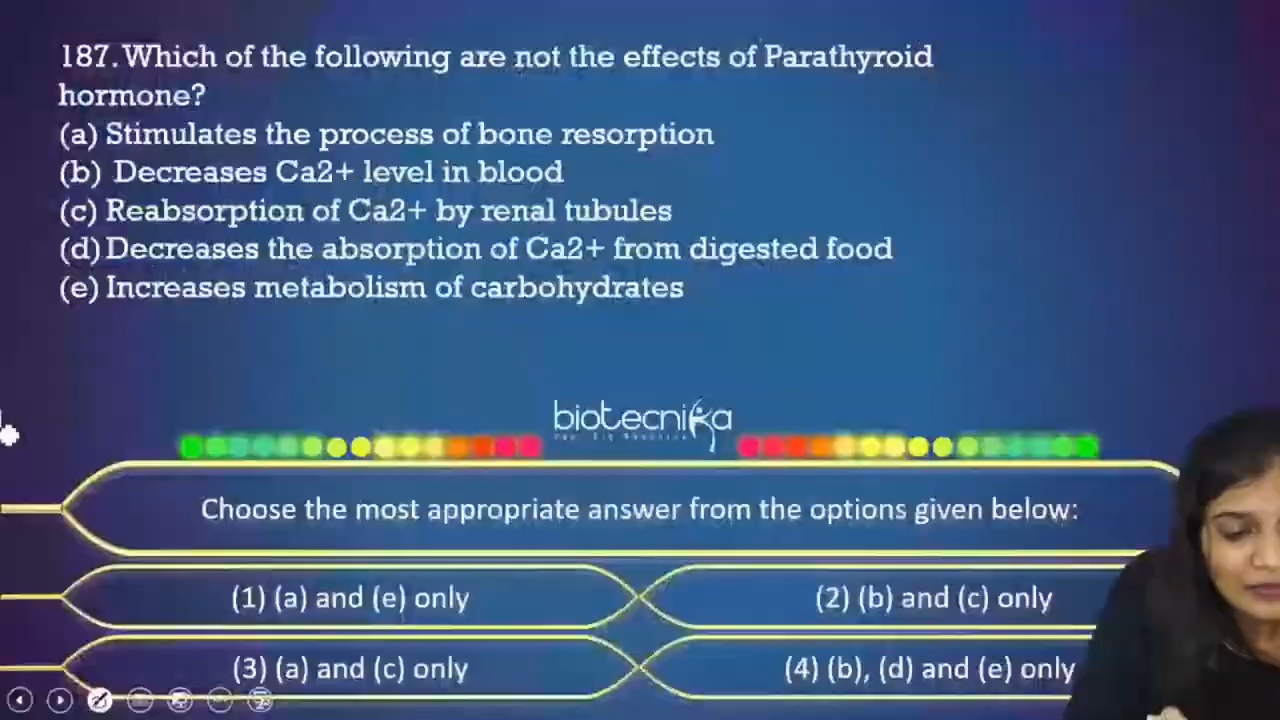 187. Which of the following are not the effects of Parathyroid
hormone?
(a) Stimulates the process of bone resorption
(b) Decreases Ca2+ level in blood
(c) Reabsorption of Ca2+ by renal tubules
(d) Decreases the absorption of Ca2+ from digested food
(e) Increases metabolism of carbohydrates
biotecnika
Choose the most appropriate answer from the options given below:
(1) (a) and (e) only
(2) (b) and (c) only
(3) (a) and (c) only
(4) (b), (d) and (e) only